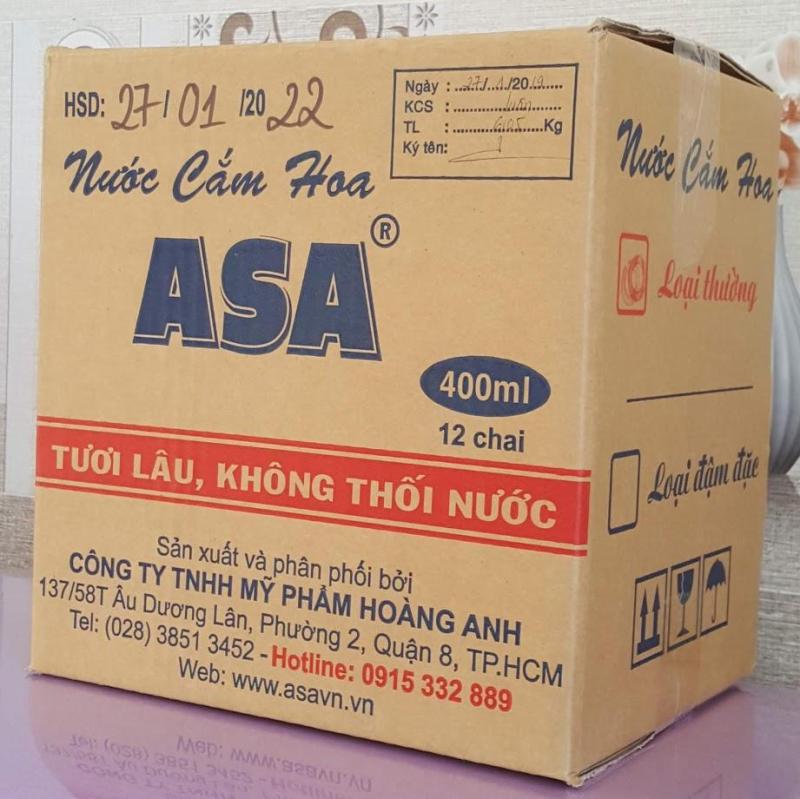 HSD: 27/01/2022
Ngày : 27/1/2019
KCS :
TL : Kg
Ký tên:
Nước Cắm Hoa
ASA®
400ml
12 chai
TƯƠI LÂU, KHÔNG THỐI NƯỚC
Sản xuất và phân phối bởi
CÔNG TY TNHH MỸ PHẨM HOÀNG ANH
137/58T Âu Dương Lân, Phường 2, Quận 8, TP.HCM
Tel: (028) 3851 3452 - Hotline: 0915 332 889
Web: www.asavn.vn
Nước Cắm Hoa
Loại thường
Loại đậm đặc